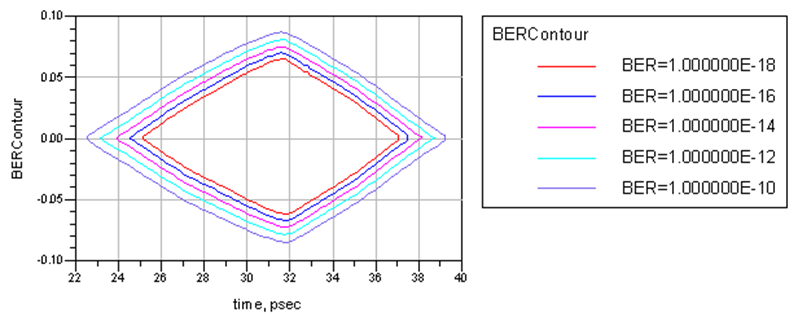 0.10
0.05
0.00
-0.05
-0.10
BERContour
22 24 26 28 30 32 34 36 38 40
time, psec
BERContour
BER=1.000000E-18
BER=1.000000E-16
BER=1.000000E-14
BER=1.000000E-12
BER=1.000000E-10